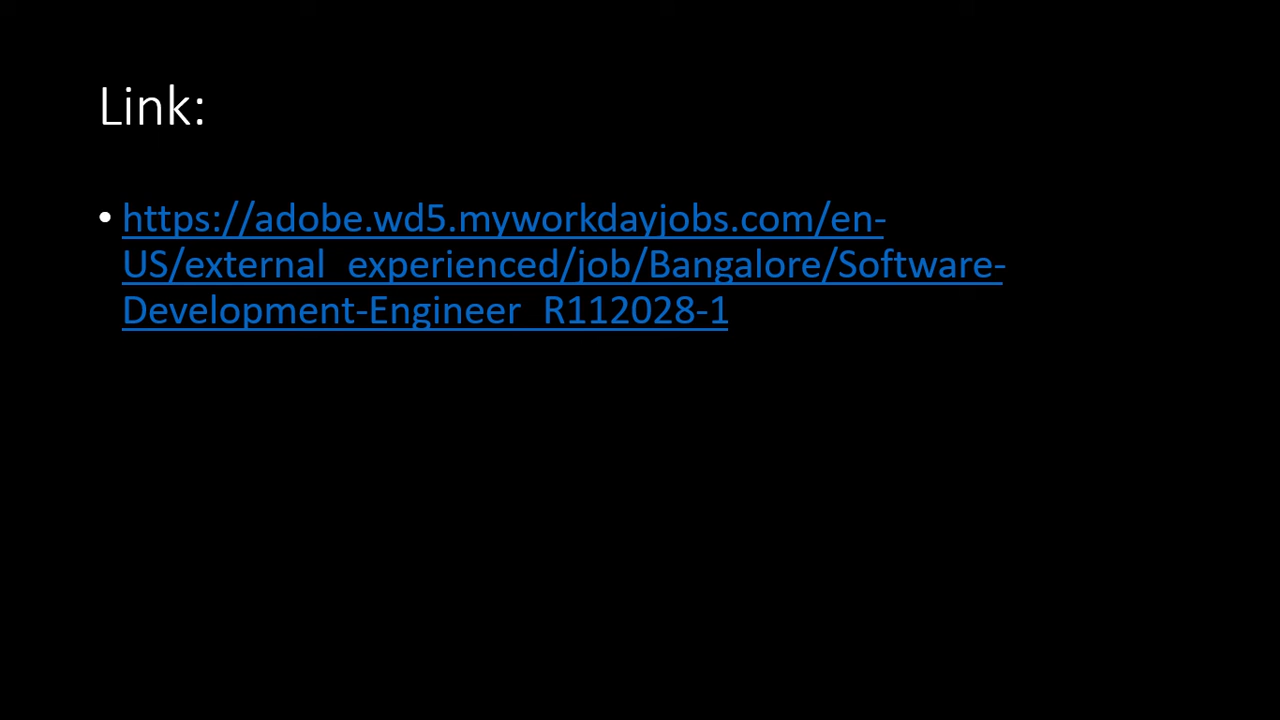 Link:
• https://adobe.wd5.myworkdayjobs.com/en-
US/external_experienced/job/Bangalore/Software-
Development-Engineer_R112028-1